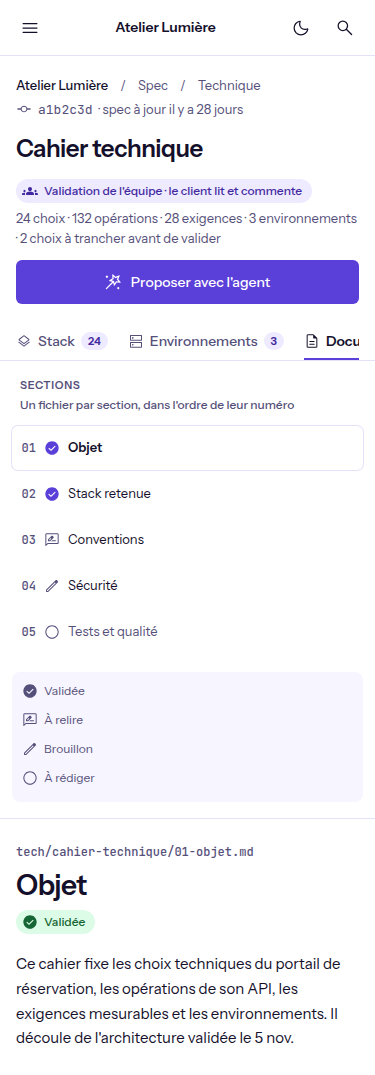 Atelier Lumière
Atelier Lumière / Spec / Technique
a1b2c3d · spec à jour il y a 28 jours
Cahier technique
Validation de l'équipe · le client lit et commente
24 choix · 132 opérations · 28 exigences · 3 environnements
· 2 choix à trancher avant de valider
Proposer avec l'agent
Stack 24 Environnements 3 Docu
SECTIONS
Un fichier par section, dans l'ordre de leur numéro
01 Objet
02 Stack retenue
03 Conventions
04 Sécurité
05 Tests et qualité
Validée
À relire
Brouillon
À rédiger
tech/cahier-technique/01-objet.md
Objet
Validée
Ce cahier fixe les choix techniques du portail de
réservation, les opérations de son API, les
exigences mesurables et les environnements. Il
découle de l'architecture validée le 5 nov.